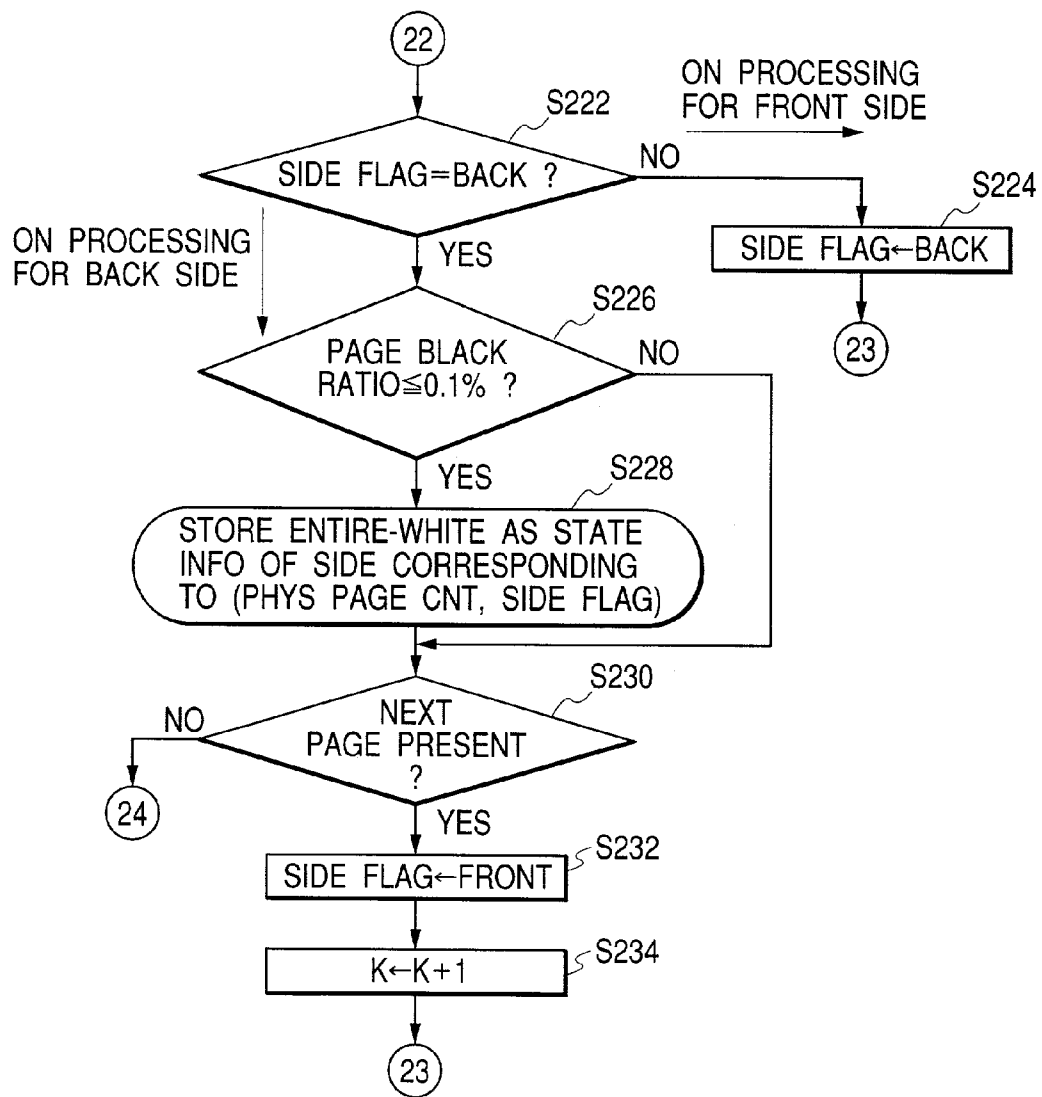 22
ON PROCESSING
FOR FRONT SIDE
S222
SIDE FLAG=BACK ?
NO
S224
SIDE FLAG←BACK
23
ON PROCESSING
FOR BACK SIDE
YES
S226
PAGE BLACK
RATIO≦0.1% ?
NO
YES
S228
STORE ENTIRE-WHITE AS STATE
INFO OF SIDE CORRESPONDING
TO (PHYS PAGE CNT, SIDE FLAG)
S230
NEXT
PAGE PRESENT
?
NO
24
YES
S232
SIDE FLAG←FRONT
S234
K←K+1
23